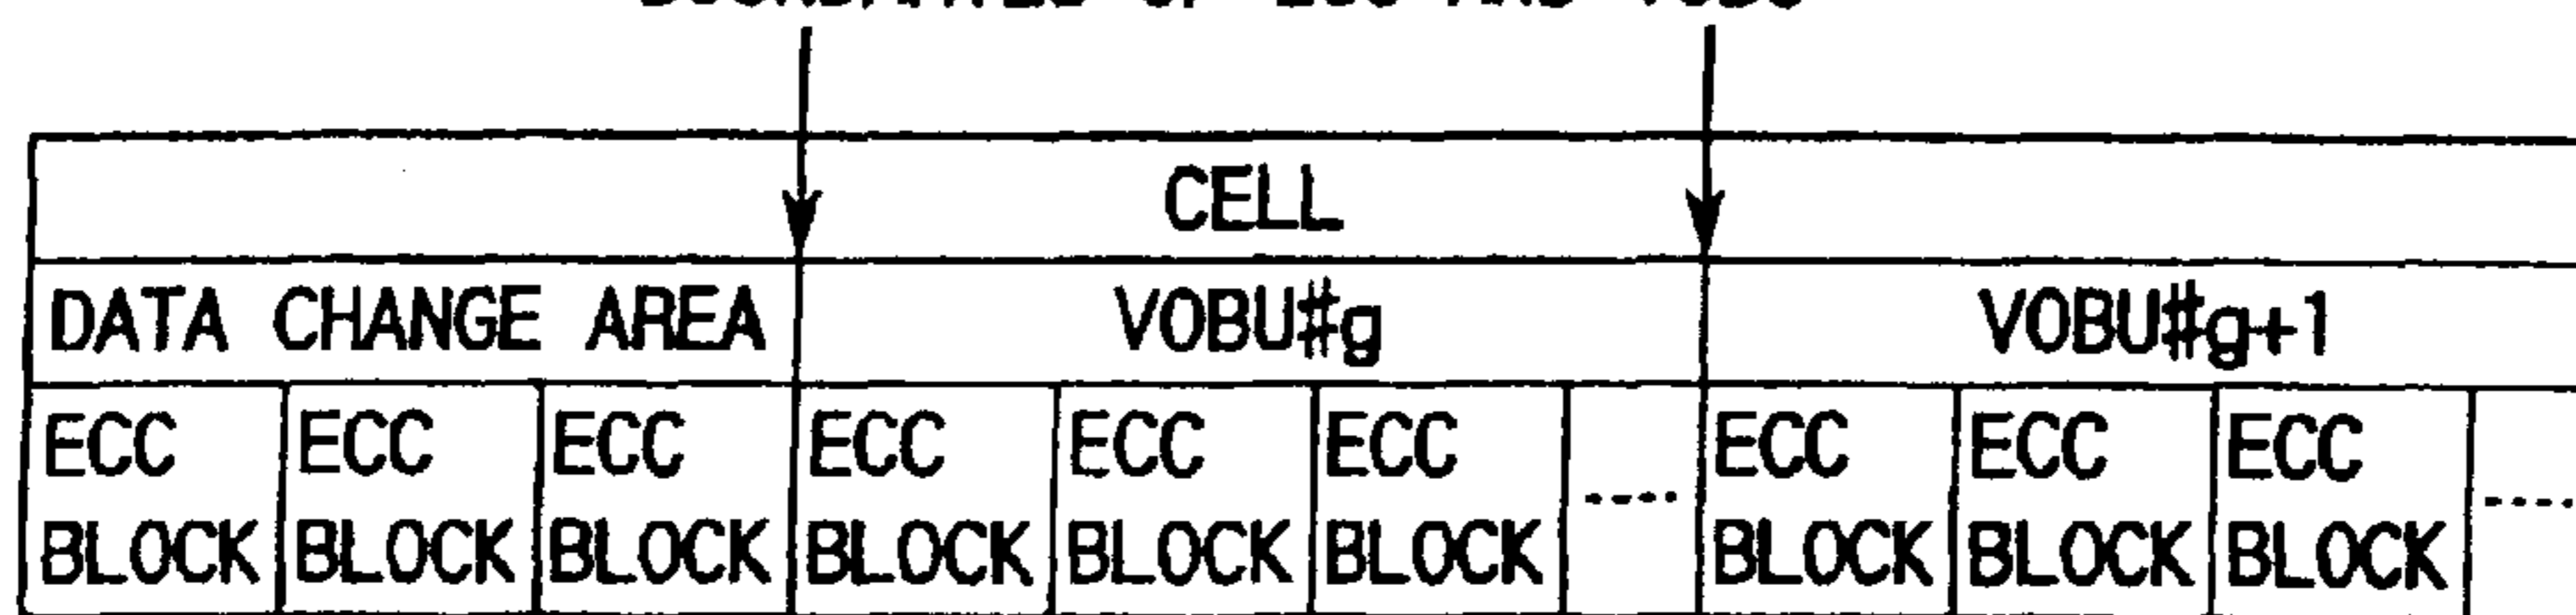 CELL
DATA CHANGE AREA VOBU#g VOBU#g+1
ECC ECC ECC ECC ECC ECC ---- ECC ECC ECC ----
BLOCK BLOCK BLOCK BLOCK BLOCK BLOCK BLOCK BLOCK BLOCK